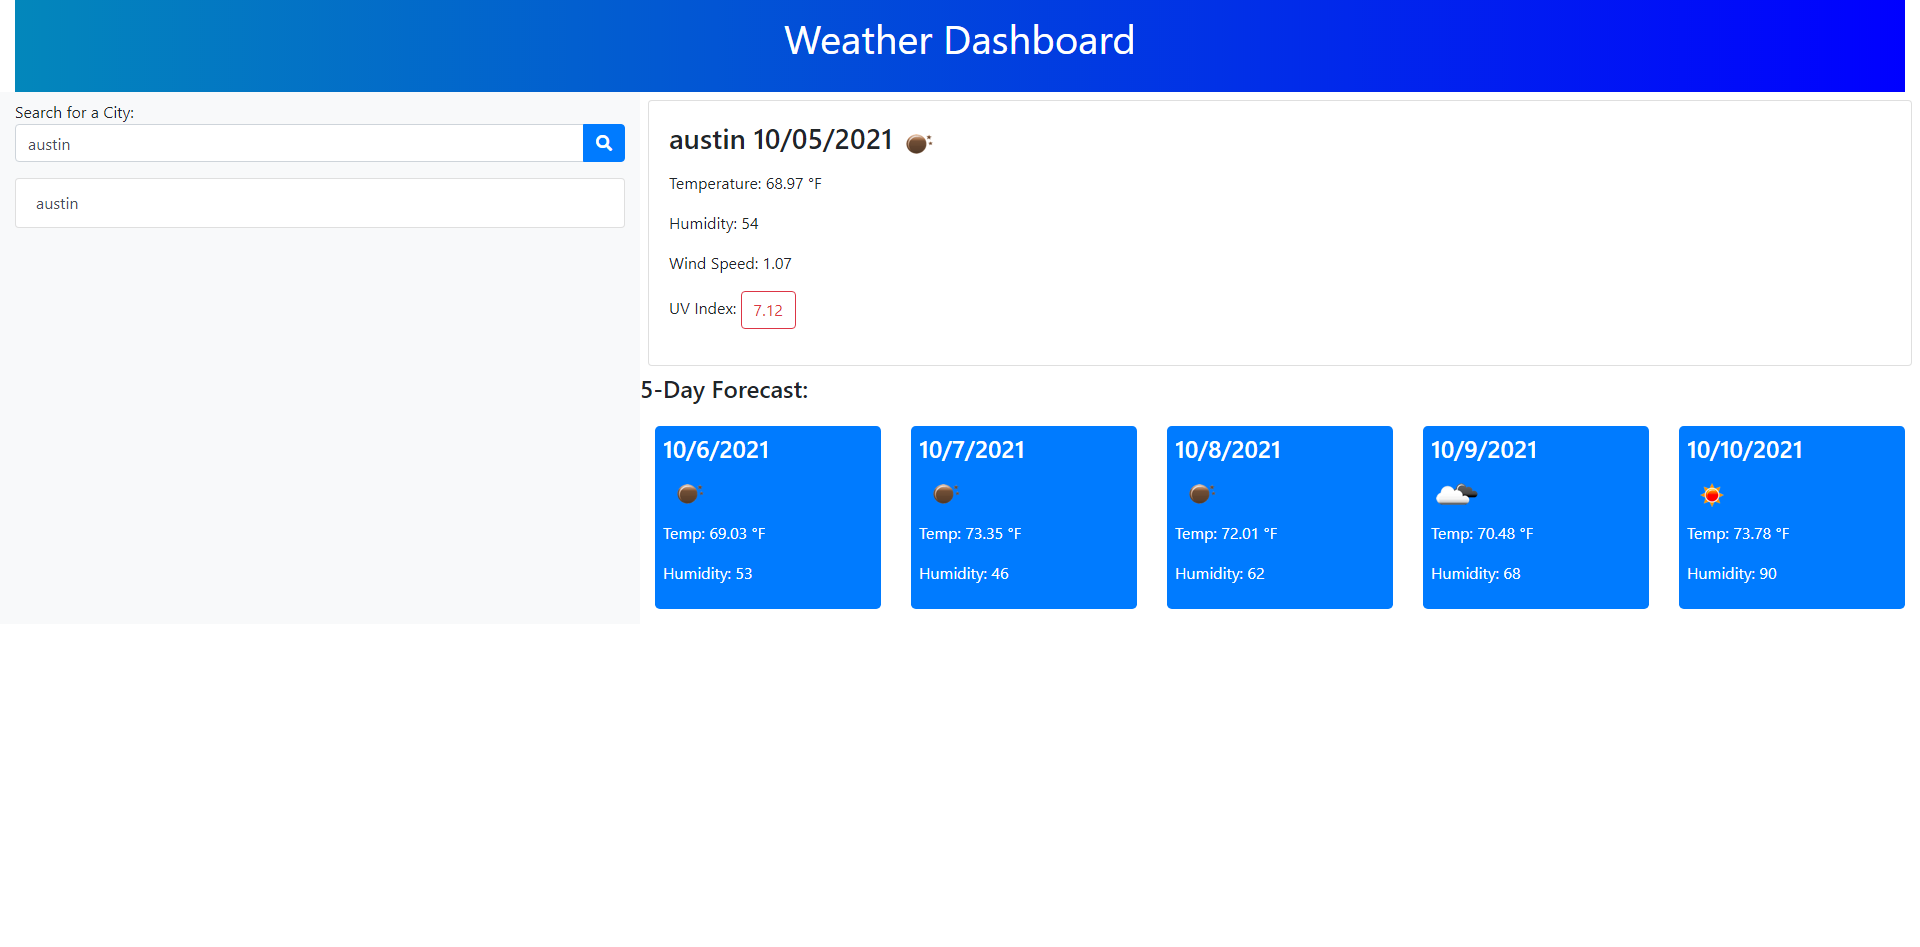 Weather Dashboard
Search for a City:
austin
austin
austin 10/05/2021
Temperature: 68.97 °F
Humidity: 54
Wind Speed: 1.07
UV Index: 7.12
5-Day Forecast:
10/6/2021
Temp: 69.03 °F
Humidity: 53
10/7/2021
Temp: 73.35 °F
Humidity: 46
10/8/2021
Temp: 72.01 °F
Humidity: 62
10/9/2021
Temp: 70.48 °F
Humidity: 68
10/10/2021
Temp: 73.78 °F
Humidity: 90